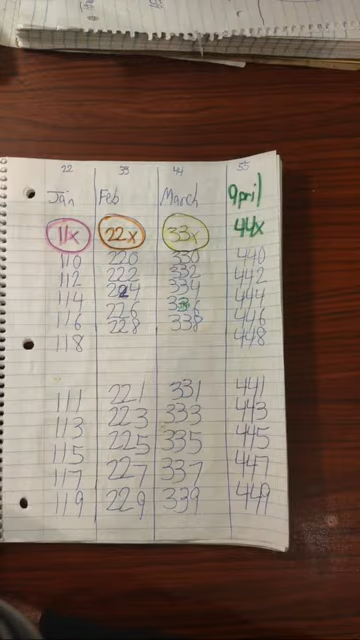 22 33 44 55
Jan Feb March April
11x 22x 33x 44x
110 220 330 440
112 222 332 442
114 224 334 444
116 226 336 446
118 228 338 448
111 221 331 441
113 223 333 443
115 225 335 445
117 227 337 447
119 229 339 449